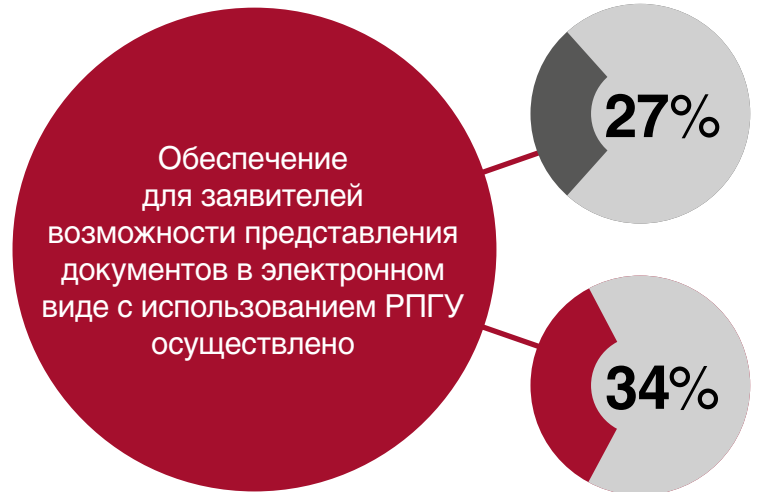 Обеспечение
для заявителей
возможности представления
документов в электронном
виде с использованием РПГУ
осуществлено
27%
34%